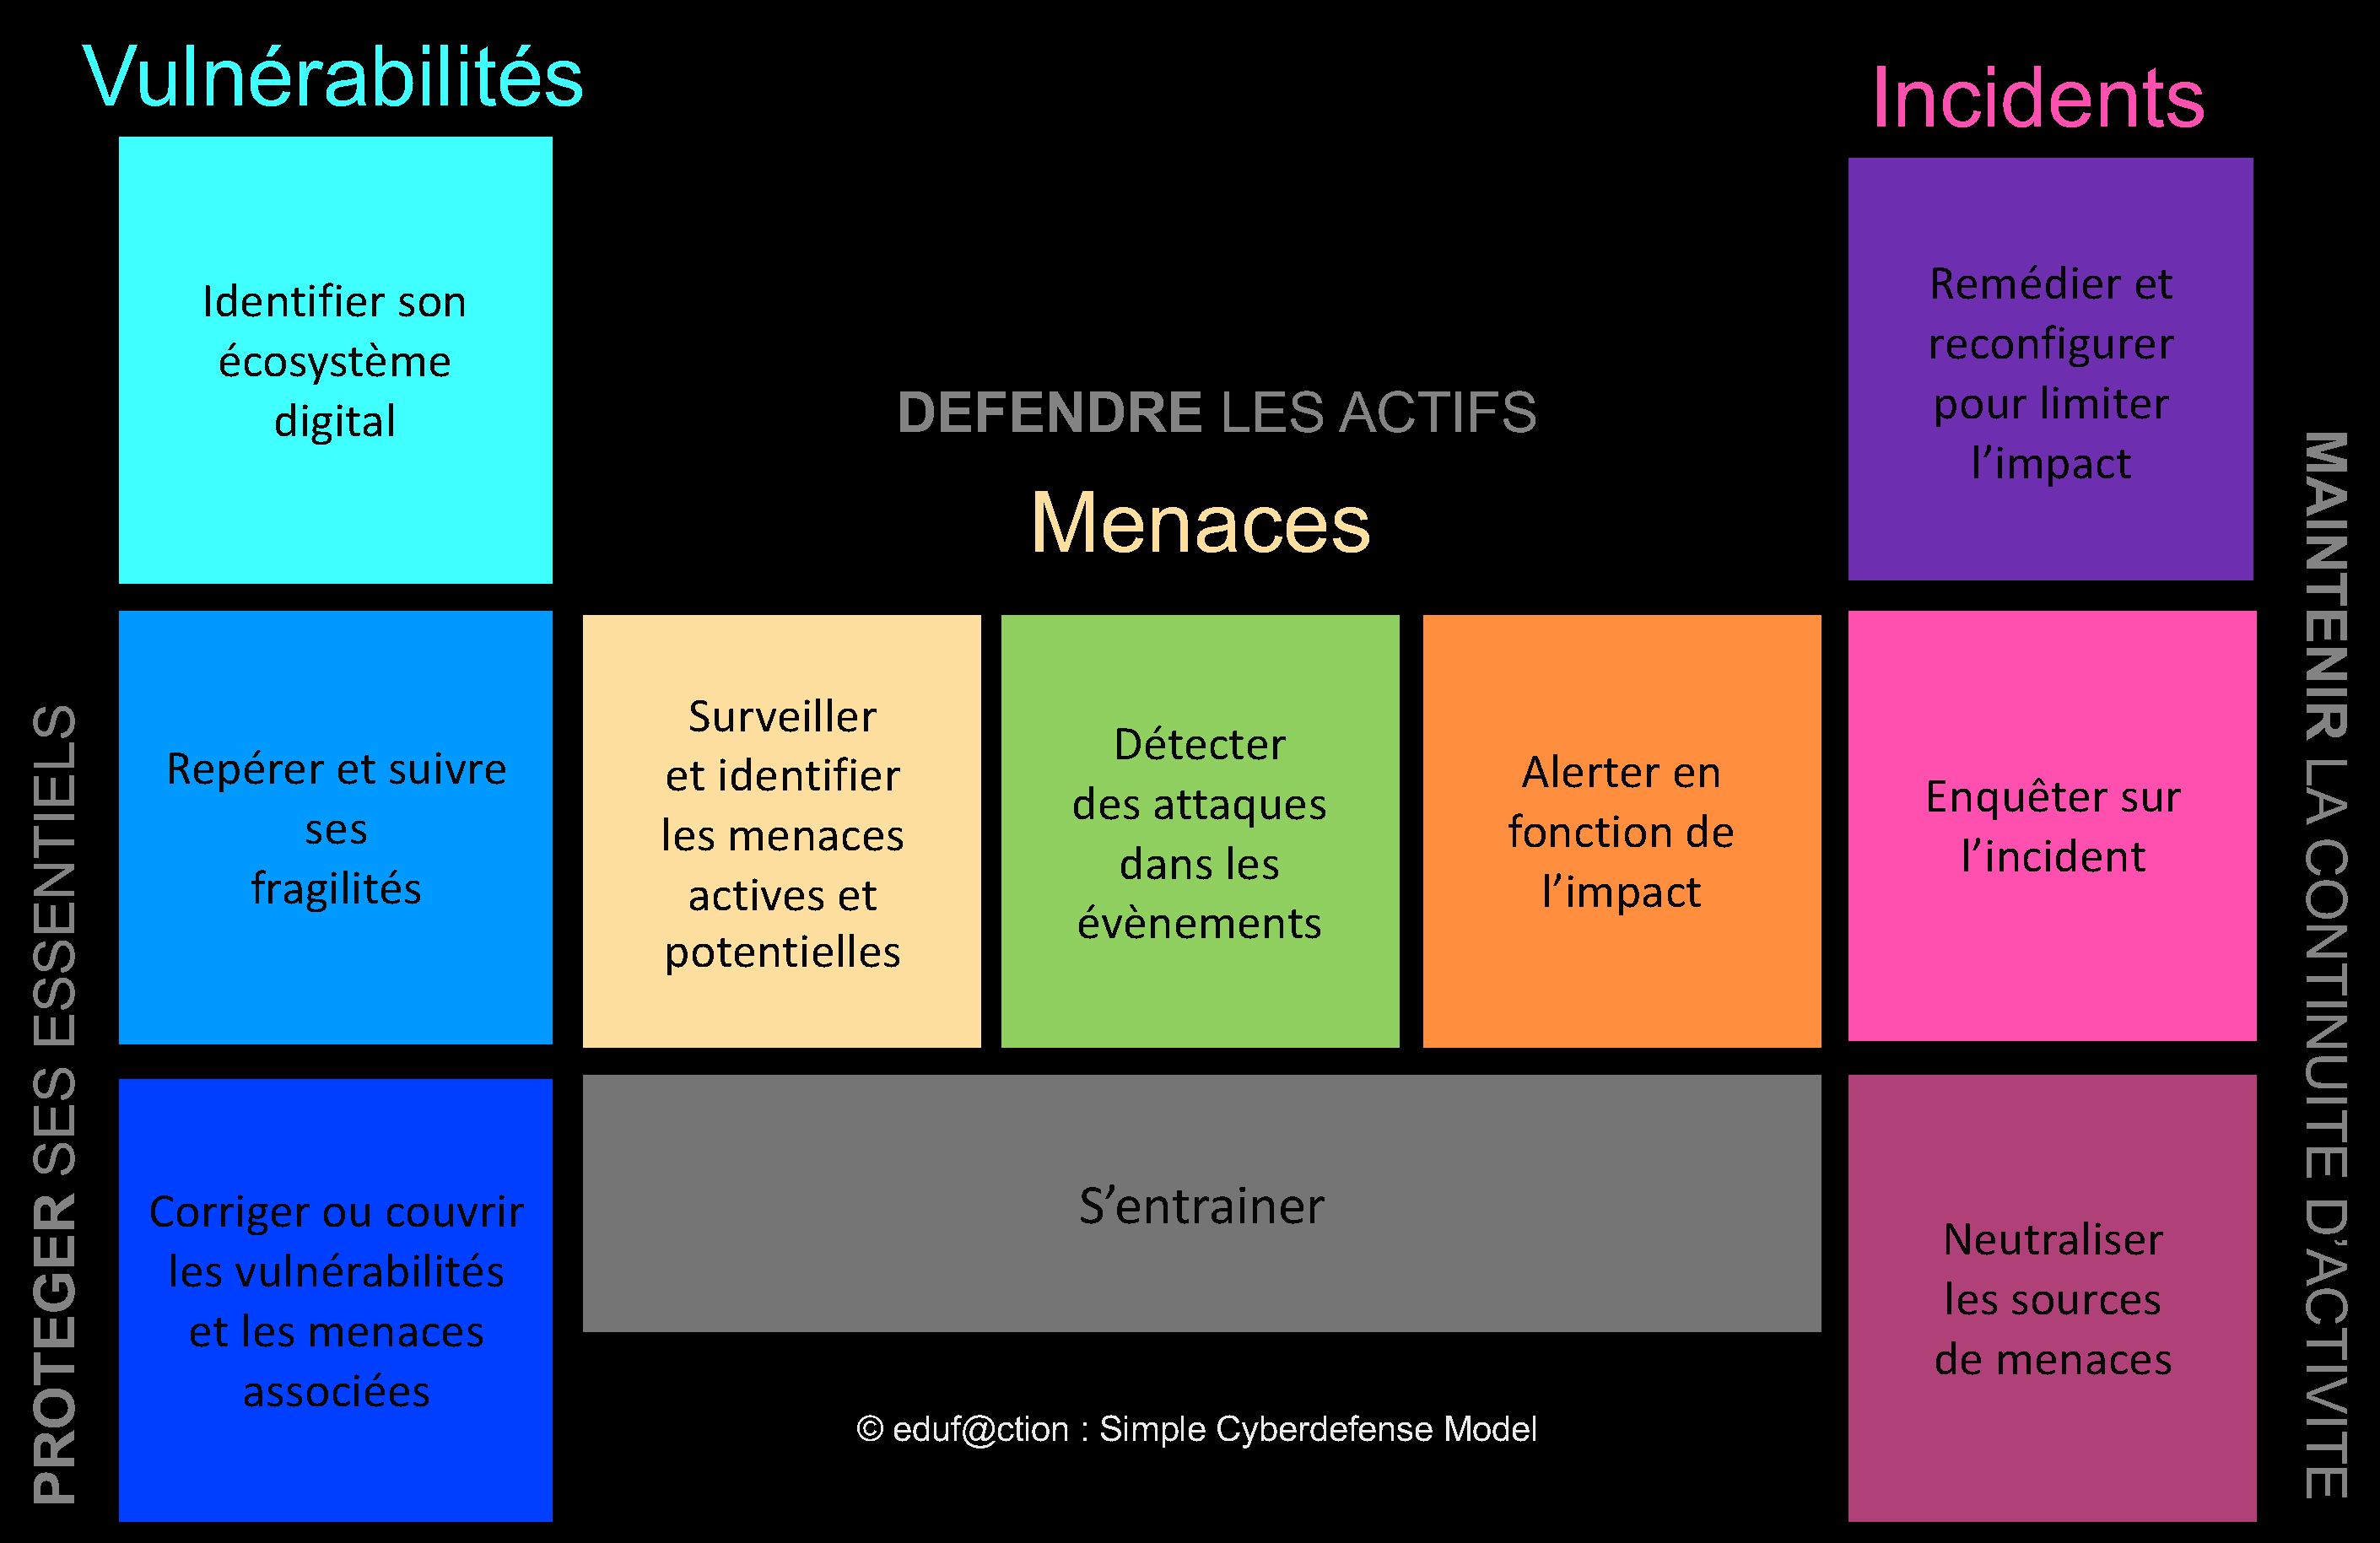 Vulnérabilités
Identifier son
écosystème
digital
Repérer et suivre
ses
fragilités
Corriger ou couvrir
les vulnérabilités
et les menaces
associées
PROTEGER SES ESSENTIELS
DEFENDRE LES ACTIFS
Menaces
Surveiller
et identifier
les menaces
actives et
potentielles
Détecter
des attaques
dans les
évènements
Alerter en
fonction de
l’impact
S’entrainer
© eduf@ction : Simple Cyberdefense Model
Incidents
Remédier et
reconfigurer
pour limiter
l’impact
Enquêter sur
l’incident
Neutraliser
les sources
de menaces
MAINTENIR LA CONTINUITE D’ACTIVITE